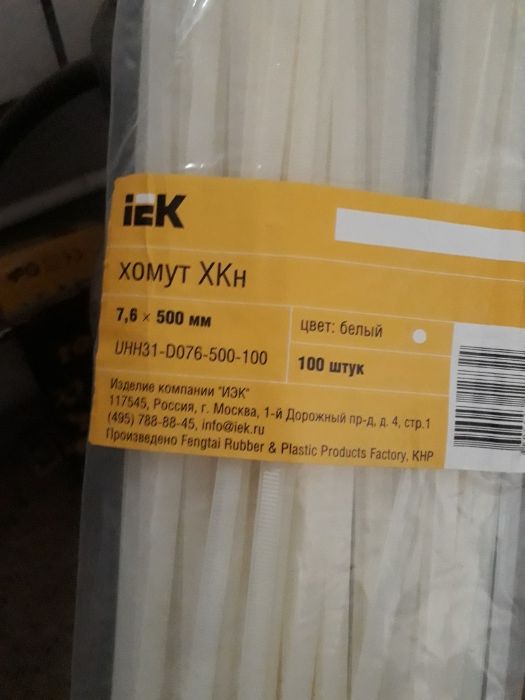 iEK
хомут ХКн
7,6 × 500 мм
цвет: белый
UHH31-D076-500-100
100 штук
Изделие компании "ИЭК"
117545, Россия, г. Москва, 1-й Дорожный пр-д, д. 4, стр.1
(495) 788-88-45, info@iek.ru
Произведено Fengtai Rubber & Plastic Products Factory, КНР